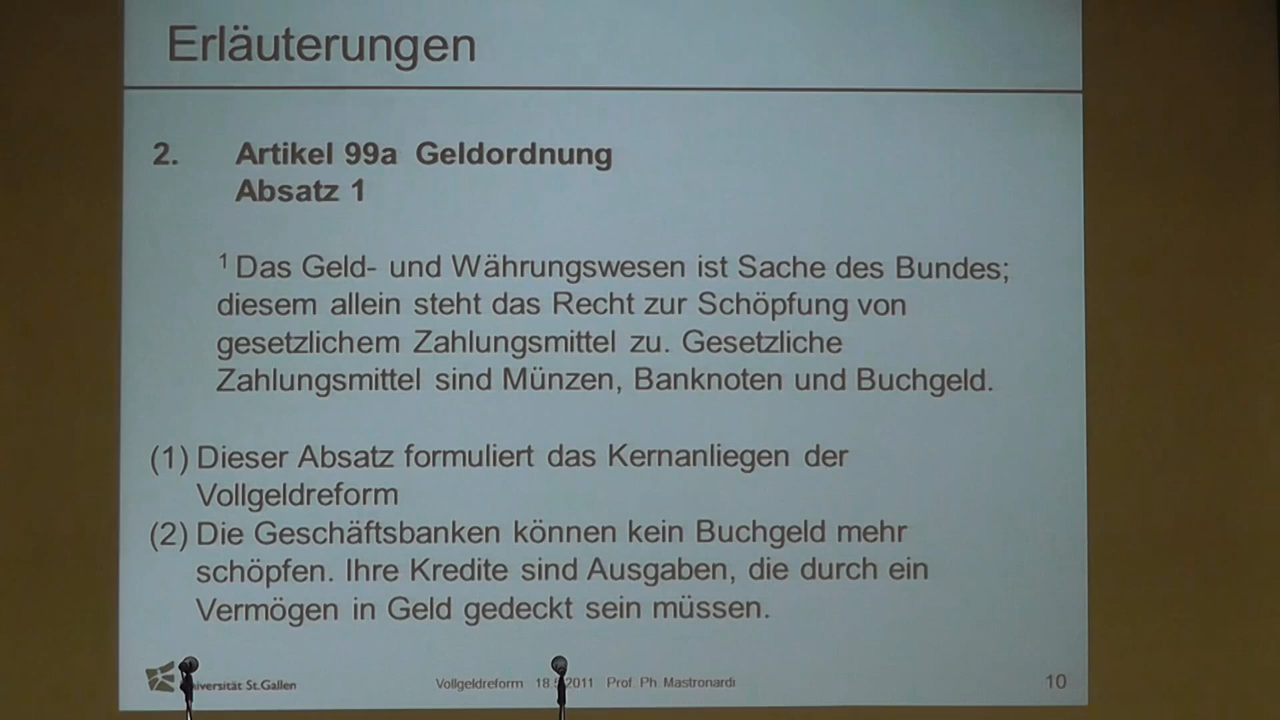 Erläuterungen
2. Artikel 99a Geldordnung
Absatz 1
¹ Das Geld- und Währungswesen ist Sache des Bundes;
diesem allein steht das Recht zur Schöpfung von
gesetzlichem Zahlungsmittel zu. Gesetzliche
Zahlungsmittel sind Münzen, Banknoten und Buchgeld.
(1) Dieser Absatz formuliert das Kernanliegen der
Vollgeldreform
(2) Die Geschäftsbanken können kein Buchgeld mehr
schöpfen. Ihre Kredite sind Ausgaben, die durch ein
Vermögen in Geld gedeckt sein müssen.
St.Gallen
Vollgeldreform 2011 Prof. Ph. Mastronardi
10